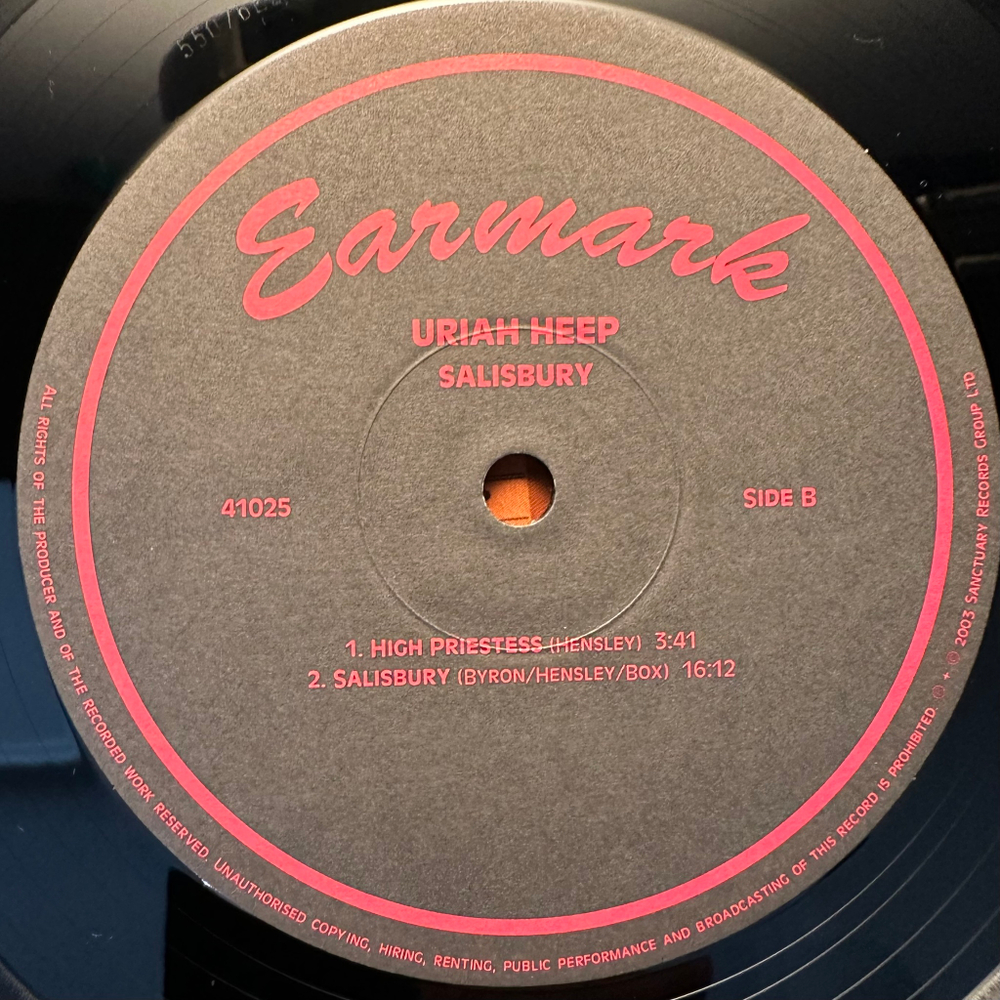 Earmark
URIAH HEEP
SALISBURY
41025
SIDE B
1. HIGH PRIESTESS (HENSLEY) 3:41
2. SALISBURY (BYRON/HENSLEY/BOX) 16:12
ALL RIGHTS OF THE PRODUCER AND OF THE RECORDED WORK RESERVED. UNAUTHORISED COPYING, HIRING, RENTING, PUBLIC PERFORMANCE AND BROADCASTING OF THIS RECORD IS PROHIBITED. ℗ + © 2003 SANCTUARY RECORDS GROUP LTD